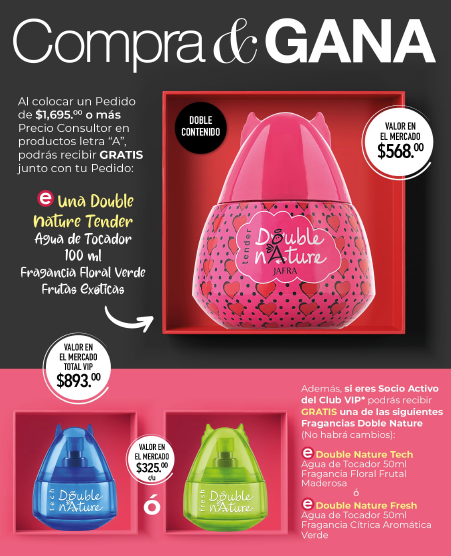 Compra & GANA
Al colocar un Pedido
de $1,695.00 o más
Precio Consultor en
productos letra "A",
podrás recibir GRATIS
junto con tu Pedido:
e Una Double
Nature Tender
Agua de Tocador
100 ml
Fragancia Floral Verde
Frutas Exóticas
DOBLE
CONTENIDO
VALOR EN
EL MERCADO
$568.00
tender
Double
nAture
JAFRA
VALOR EN
EL MERCADO
TOTAL VIP
$893.00
tech
Double
nAture
VALOR EN
EL MERCADO
$325.00
c/u
ó
fresh
Double
nAture
Además, si eres Socio Activo
del Club VIP* podrás recibir
GRATIS una de las siguientes
Fragancias Doble Nature
(No habrá cambios):
e Double Nature Tech
Agua de Tocador 50ml
Fragancia Floral Frutal
Maderosa
ó
e Double Nature Fresh
Agua de Tocador 50ml
Fragancia Cítrica Aromática
Verde